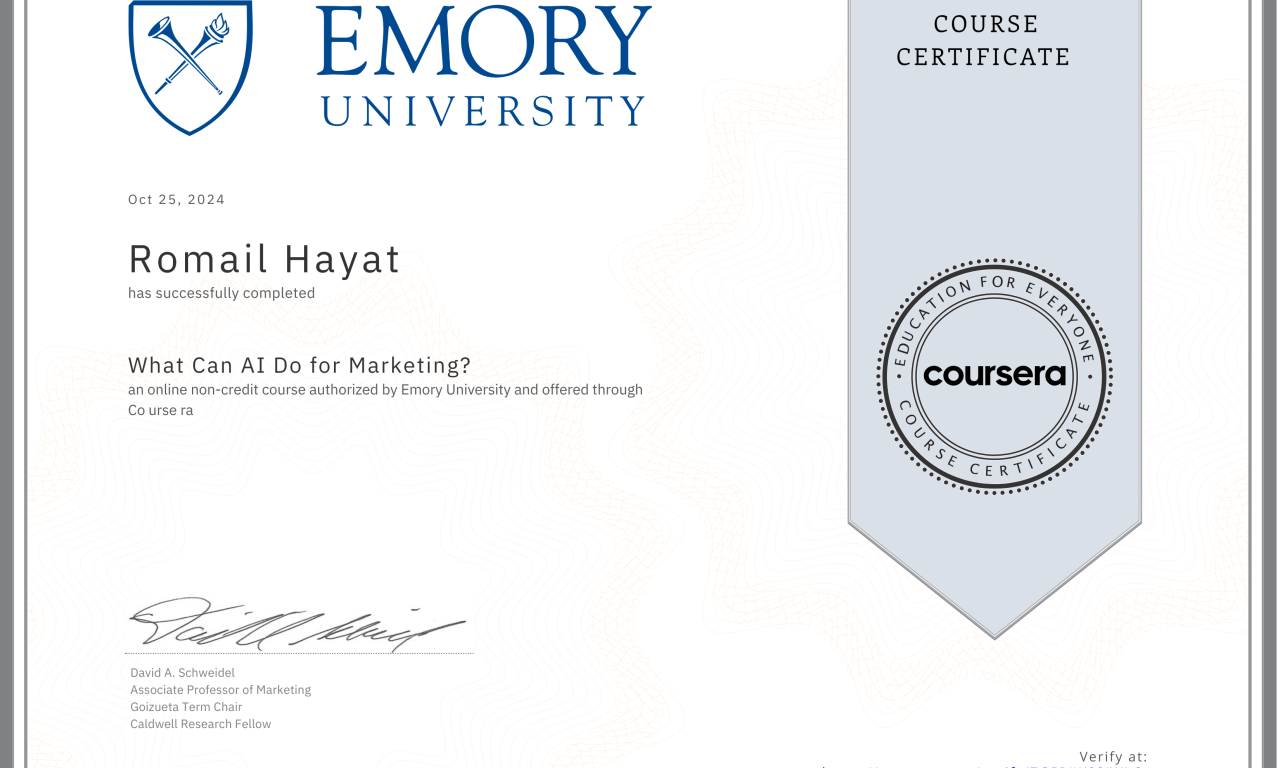 EMORY
UNIVERSITY
COURSE
CERTIFICATE
Oct 25, 2024
Romail Hayat
has successfully completed
What Can AI Do for Marketing?
an online non-credit course authorized by Emory University and offered through
Co urse ra
EDUCATION FOR EVERYONE
coursera
COURSE CERTIFICATE
David A. Schweidel
Associate Professor of Marketing
Goizueta Term Chair
Caldwell Research Fellow
Verify at: